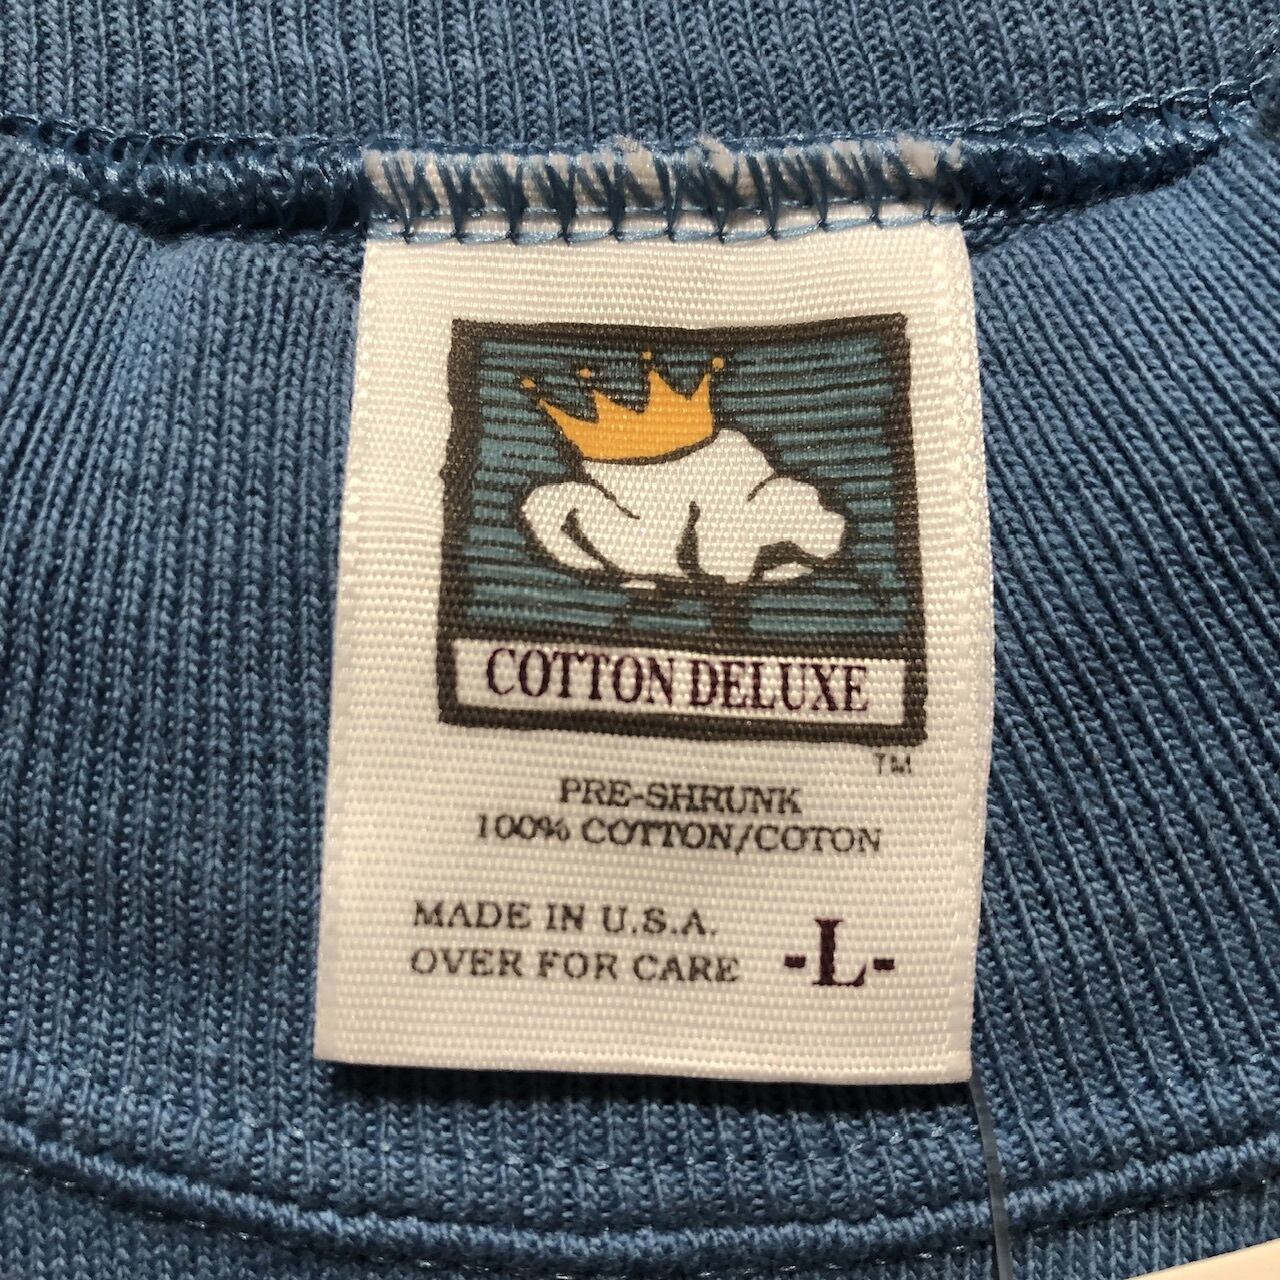 COTTON DELUXE
TM
PRE-SHRUNK
100% COTTON/COTON
MADE IN U.S.A.
OVER FOR CARE -L-